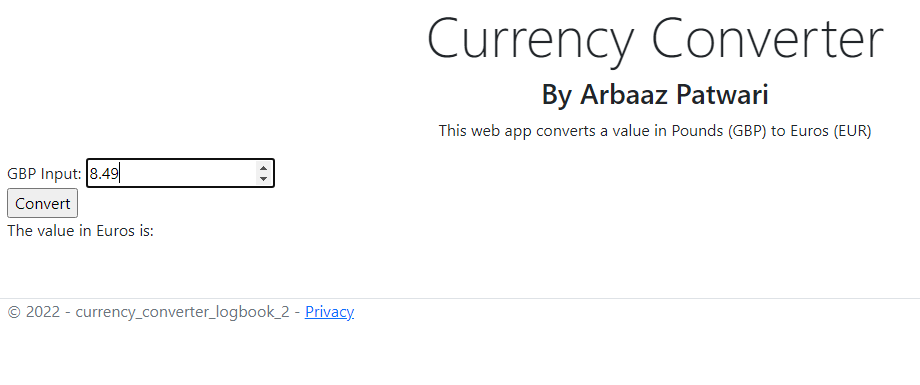 Currency Converter
By Arbaaz Patwari
This web app converts a value in Pounds (GBP) to Euros (EUR)
GBP Input: 8.49
Convert
The value in Euros is:
© 2022 - currency_converter_logbook_2 - Privacy